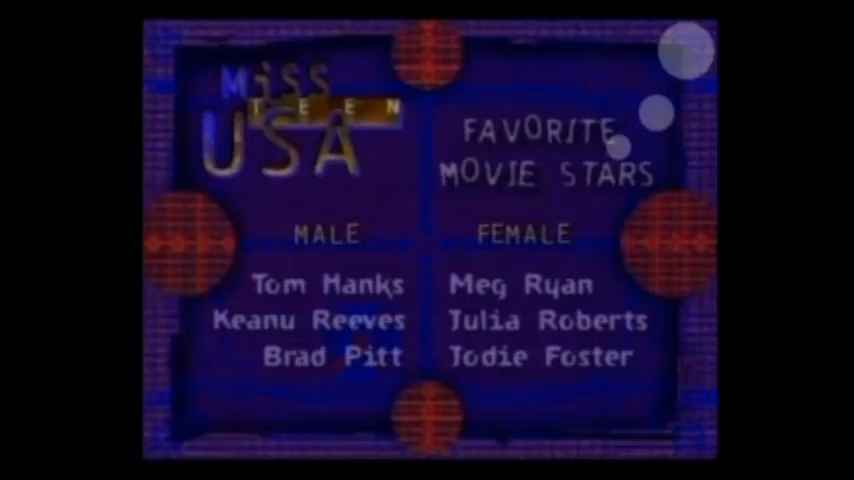 Miss
TEEN
USA
FAVORITE
MOVIE STARS
MALE
FEMALE
Tom Hanks
Meg Ryan
Keanu Reeves
Julia Roberts
Brad Pitt
Jodie Foster